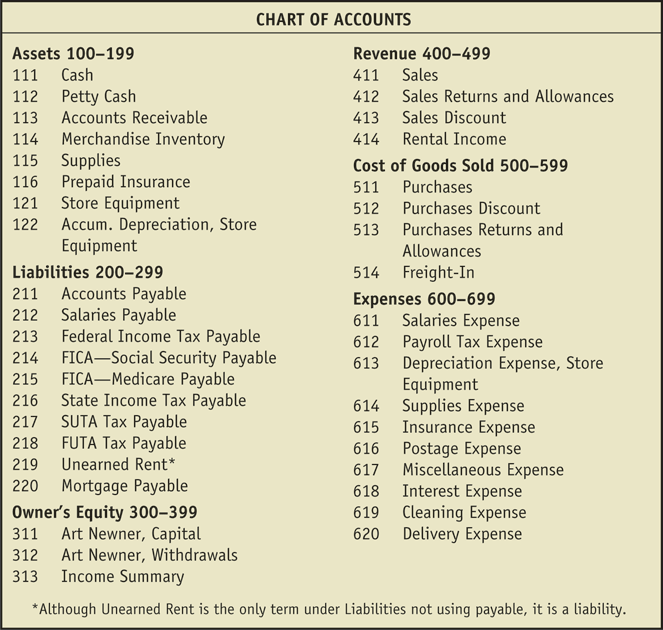 CHART OF ACCOUNTS
Assets 100–199
111 Cash
112 Petty Cash
113 Accounts Receivable
114 Merchandise Inventory
115 Supplies
116 Prepaid Insurance
121 Store Equipment
122 Accum. Depreciation, Store
Equipment
Liabilities 200–299
211 Accounts Payable
212 Salaries Payable
213 Federal Income Tax Payable
214 FICA—Social Security Payable
215 FICA—Medicare Payable
216 State Income Tax Payable
217 SUTA Tax Payable
218 FUTA Tax Payable
219 Unearned Rent*
220 Mortgage Payable
Owner's Equity 300–399
311 Art Newner, Capital
312 Art Newner, Withdrawals
313 Income Summary
Revenue 400–499
411 Sales
412 Sales Returns and Allowances
413 Sales Discount
414 Rental Income
Cost of Goods Sold 500–599
511 Purchases
512 Purchases Discount
513 Purchases Returns and
Allowances
514 Freight-In
Expenses 600–699
611 Salaries Expense
612 Payroll Tax Expense
613 Depreciation Expense, Store
Equipment
614 Supplies Expense
615 Insurance Expense
616 Postage Expense
617 Miscellaneous Expense
618 Interest Expense
619 Cleaning Expense
620 Delivery Expense
*Although Unearned Rent is the only term under Liabilities not using payable, it is a liability.